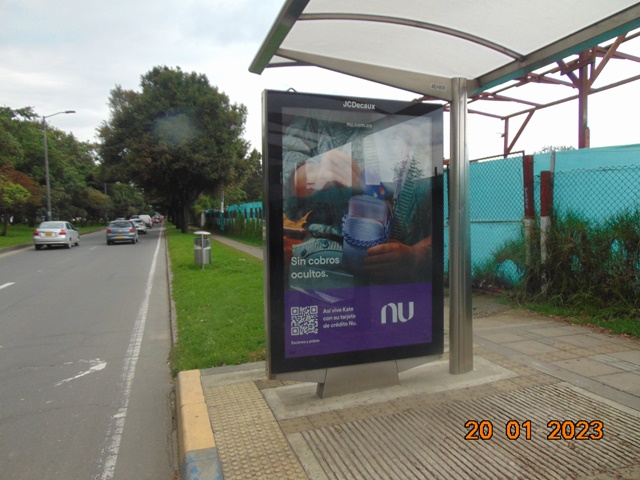 JCDecaux
Sin cobros
ocultos.
Así vive Kate
con su tarjeta
de crédito Nu.
nu
20 01 2023